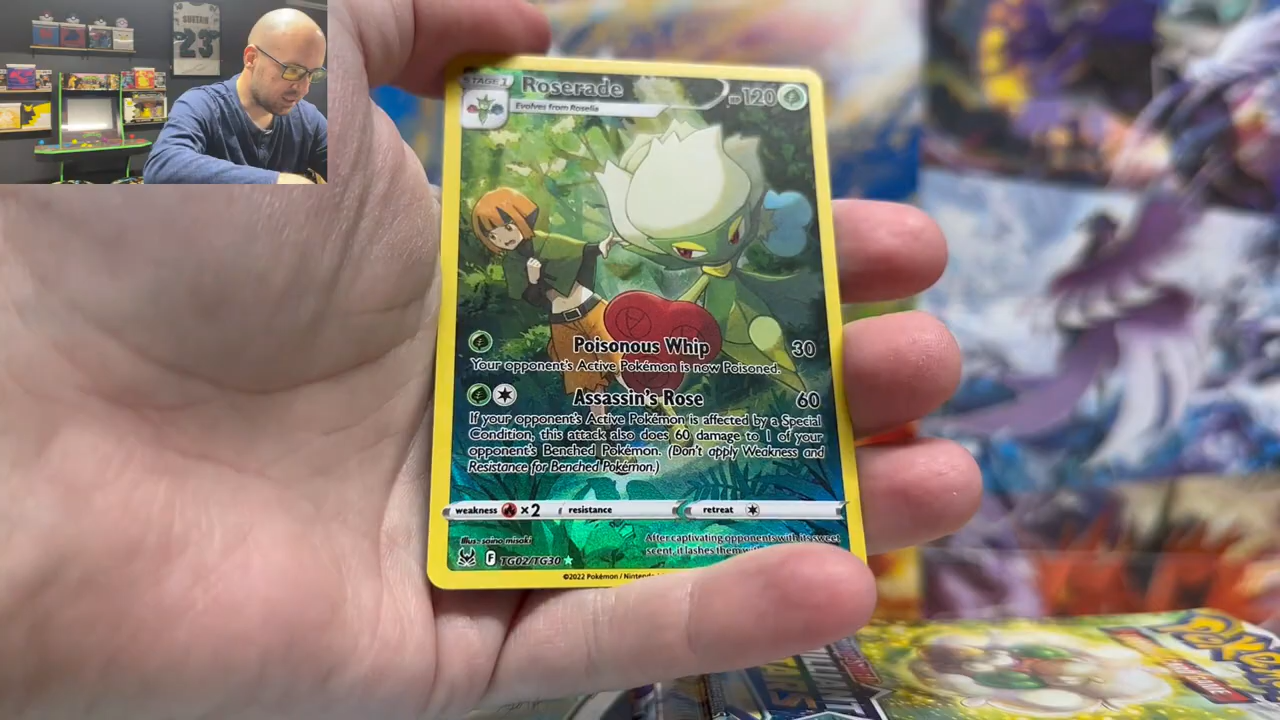 SUETAIO
23
STAGE 1
Roserade
HP 120
Evolves from Roselia
Poisonous Whip 30
Your opponent's Active Pokémon is now Poisoned.
Assassin's Rose 60
If your opponent's Active Pokémon is affected by a Special
Condition, this attack also does 60 damage to 1 of your
opponent's Benched Pokémon. (Don't apply Weakness and
Resistance for Benched Pokémon.)
weakness ×2 resistance retreat
Illus. saino misaki
After captivating opponents with its sweet
scent, it lashes them
F TG02/TG30
©2022 Pokémon / Nintendo
Pokémon